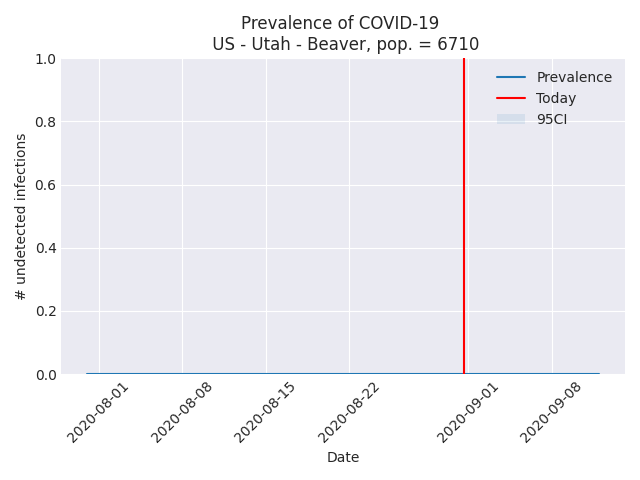 Prevalence of COVID-19
US - Utah - Beaver, pop. = 6710
1.0
0.8
0.6
0.4
0.2
0.0
# undetected infections
Prevalence
Today
95CI
2020-08-01
2020-08-08
2020-08-15
2020-08-22
2020-09-01
2020-09-08
Date